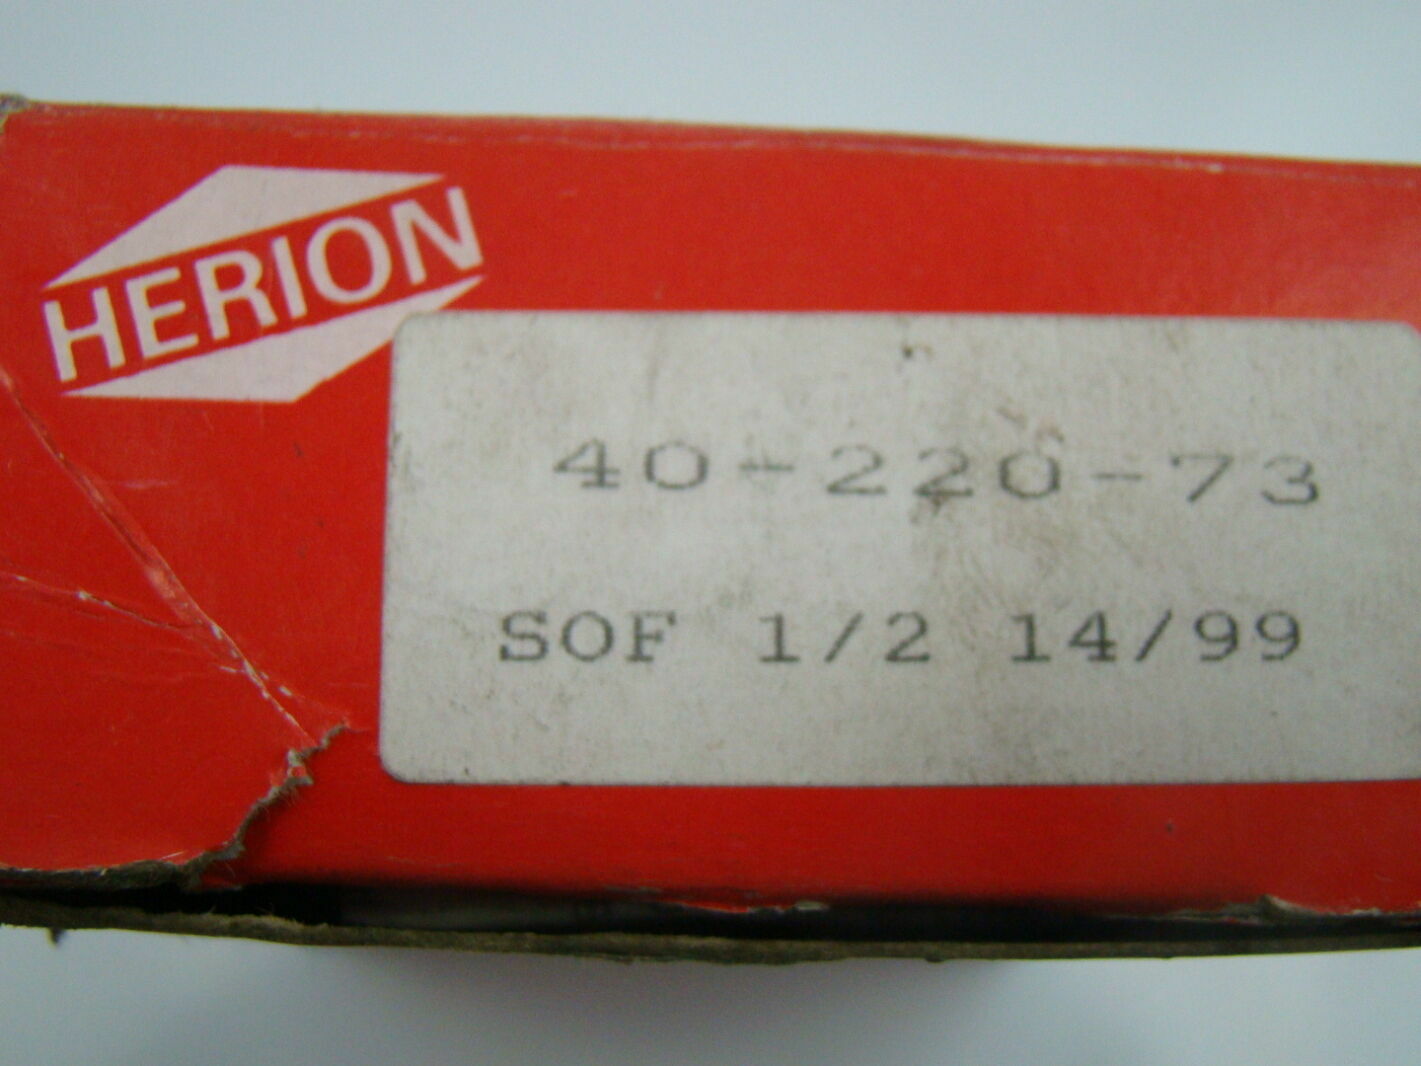 HERION
40-220-73
SOF 1/2 14/99